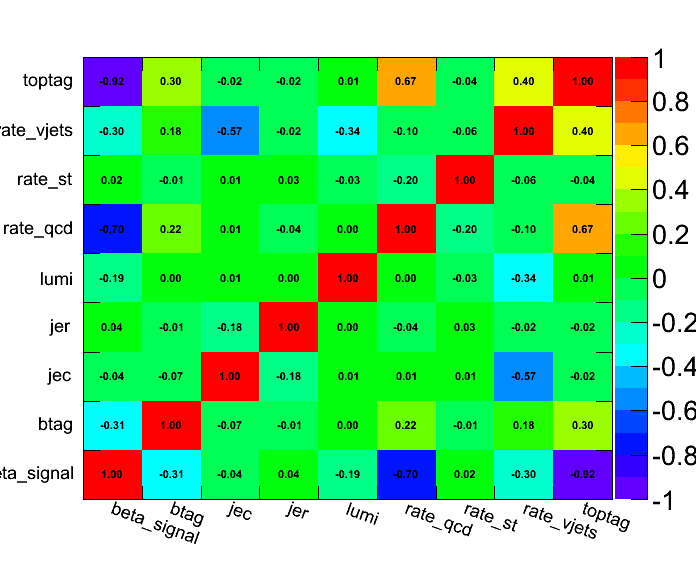 toptag -0.92 0.30 -0.02 -0.02 0.01 0.67 -0.04 0.40 1.00
rate_vjets -0.30 0.18 -0.57 -0.02 -0.34 -0.10 -0.06 1.00 0.40
rate_st 0.02 -0.01 0.01 0.03 -0.03 -0.20 1.00 -0.06 -0.04
rate_qcd -0.70 0.22 0.01 -0.04 0.00 1.00 -0.20 -0.10 0.67
lumi -0.19 0.00 0.01 0.00 1.00 0.00 -0.03 -0.34 0.01
jer 0.04 -0.01 -0.18 1.00 0.00 -0.04 0.03 -0.02 -0.02
jec -0.04 -0.07 1.00 -0.18 0.01 0.01 0.01 -0.57 -0.02
btag -0.31 1.00 -0.07 -0.01 0.00 0.22 -0.01 0.18 0.30
eta_signal 1.00 -0.31 -0.04 0.04 -0.19 -0.70 0.02 -0.30 -0.92
beta_signal btag jec jer lumi rate_qcd rate_st rate_vjets toptag
1
0.8
0.6
0.4
0.2
0
-0.2
-0.4
-0.6
-0.8
-1